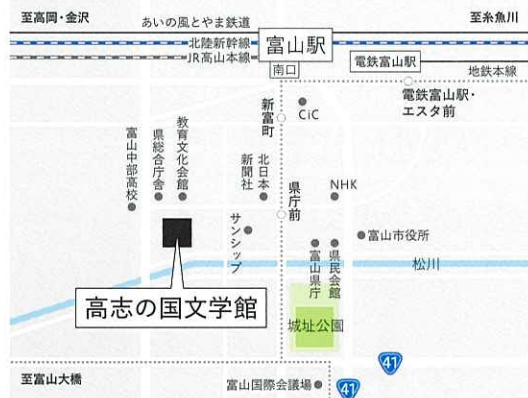 至高岡・金沢
あいの風とやま鉄道
至糸魚川
北陸新幹線
JR高山本線
富山駅
南口
電鉄富山駅
地鉄本線
電鉄富山駅・
エスタ前
新富町
CiC
教育文化会館
県総合庁舎
富山中部高校
北日本
新聞社
県庁前
NHK
サンシップ
富山市役所
県民会館
富山県庁
松川
高志の国文学館
城址公園
41
至富山大橋
富山国際会議場
41